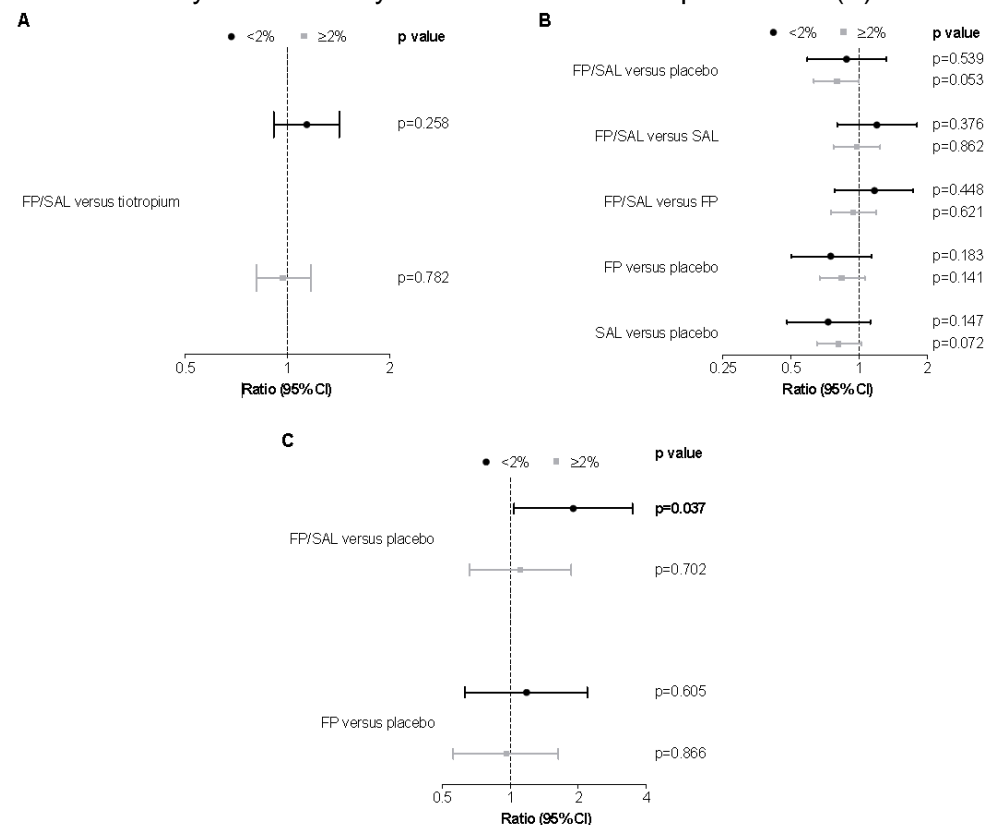 A
<2% ≥2% p value
p=0.258
FP/SAL versus tiotropium
p=0.782
0.5 1 2
Ratio (95% CI)
B
<2% ≥2% p value
FP/SAL versus placebo
p=0.539
p=0.053
FP/SAL versus SAL
p=0.376
p=0.862
FP/SAL versus FP
p=0.448
p=0.621
FP versus placebo
p=0.183
p=0.141
SAL versus placebo
p=0.147
p=0.072
0.25 0.5 1 2
Ratio (95% CI)
C
<2% ≥2% p value
p=0.037
FP/SAL versus placebo
p=0.702
p=0.605
FP versus placebo
p=0.866
0.5 1 2 4
Ratio (95% CI)